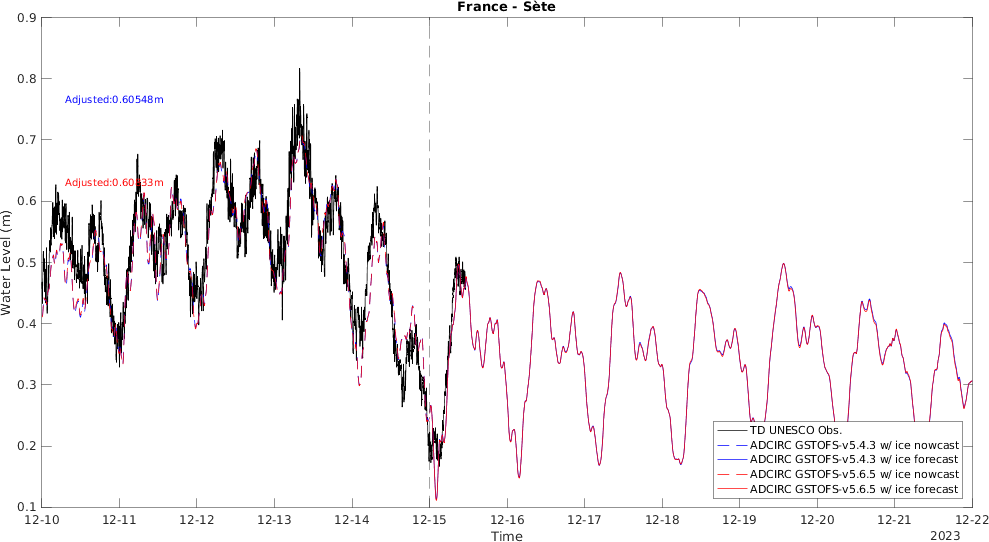 France - Sète
Water Level (m)
0.9
0.8
0.7
0.6
0.5
0.4
0.3
0.2
0.1
Adjusted:0.60548m
TD UNESCO Obs.
ADCIRC GSTOFS-v5.4.3 w/ ice nowcast
ADCIRC GSTOFS-v5.4.3 w/ ice forecast
ADCIRC GSTOFS-v5.6.5 w/ ice nowcast
ADCIRC GSTOFS-v5.6.5 w/ ice forecast
12-10 12-11 12-12 12-13 12-14 12-15 12-16 12-17 12-18 12-19 12-20 12-21 12-22
Time
2023